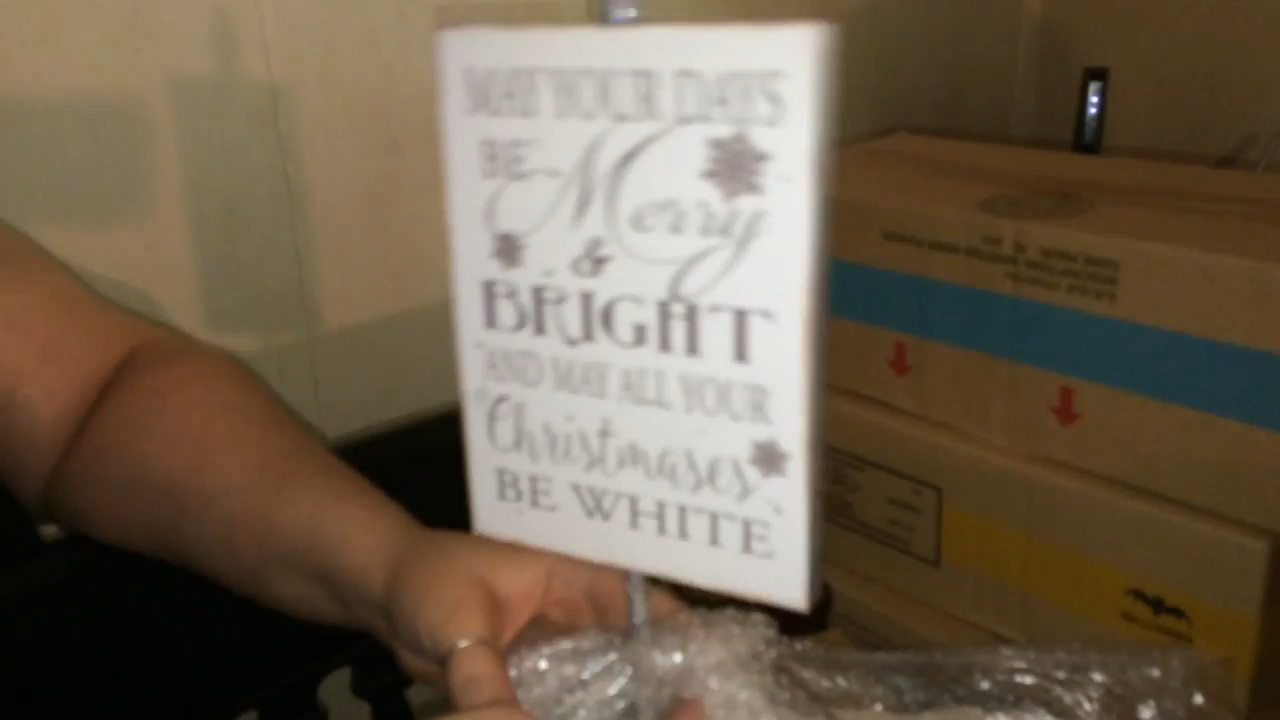 MAY YOUR DAYS
BE Merry
&
BRIGHT
AND MAY ALL YOUR
Christmases
BE WHITE